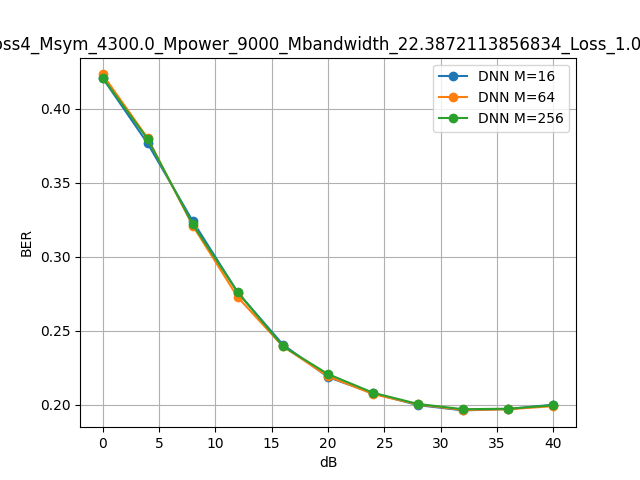 oss4_Msym_4300.0_Mpower_9000_Mbandwidth_22.3872113856834_Loss_1.0
DNN M=16
DNN M=64
DNN M=256
BER
0.40
0.35
0.30
0.25
0.20
0 5 10 15 20 25 30 35 40
dB